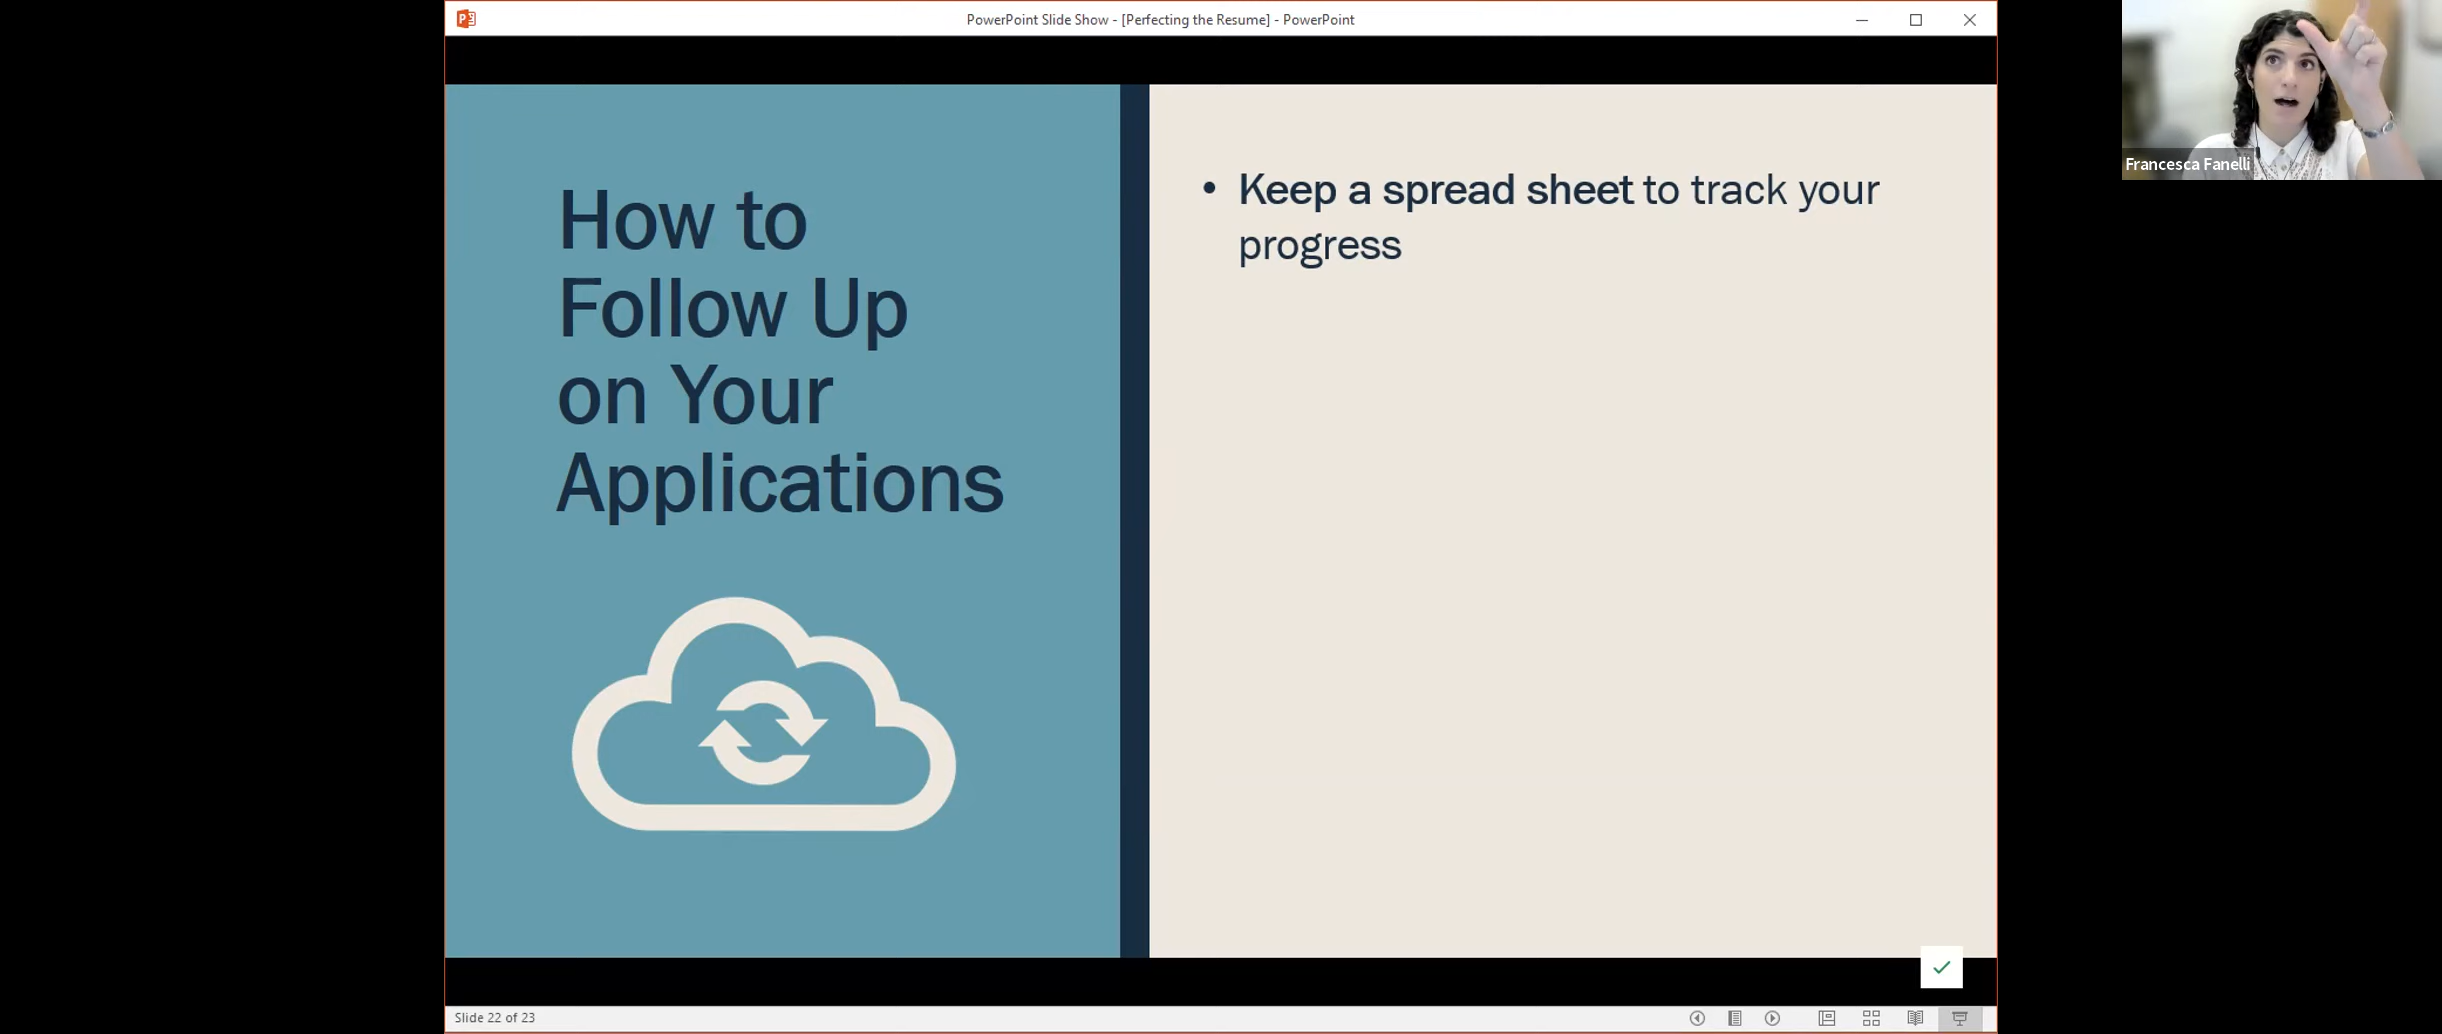 PowerPoint Slide Show - [Perfecting the Resume] - PowerPoint
Francesca Fanelli
How to
Follow Up
on Your
Applications
• Keep a spread sheet to track your
progress
Slide 22 of 23